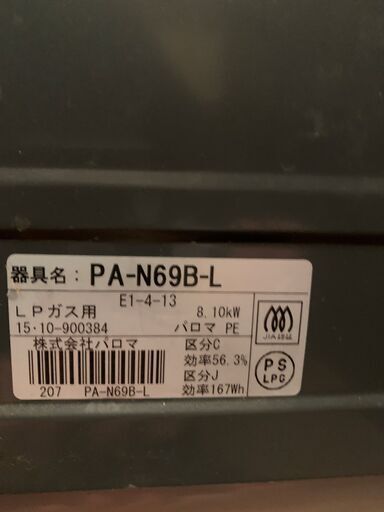 器具名：PA-N69B-L
E1-4-13
LPガス用 8.10kW
15･10-900384 パロマ PE
株式会社パロマ 区分C
効率56.3%
区分J
効率167Wh
207 PA-N69B-L
JIA認証
PS
LPG